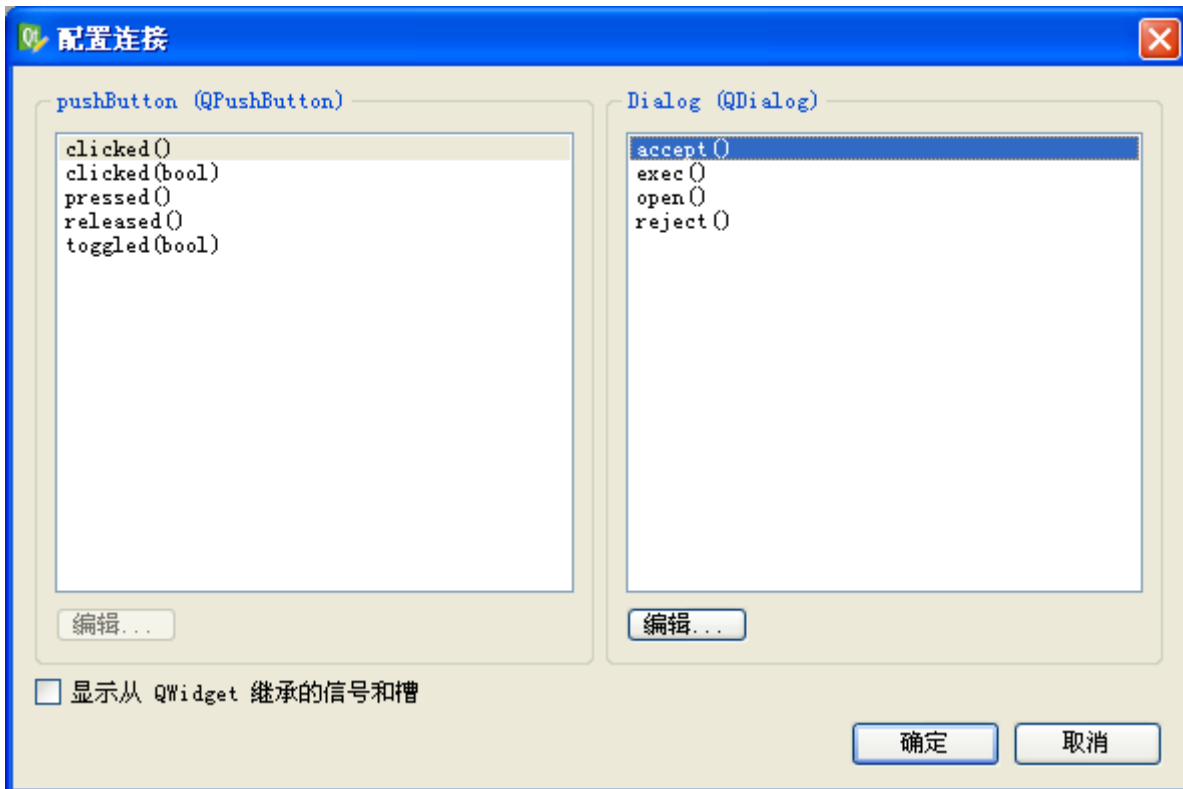 配置连接
pushButton (QPushButton)
clicked()
clicked(bool)
pressed()
released()
toggled(bool)
编辑...
Dialog (QDialog)
accept()
exec()
open()
reject()
编辑...
显示从 QWidget 继承的信号和槽
确定
取消